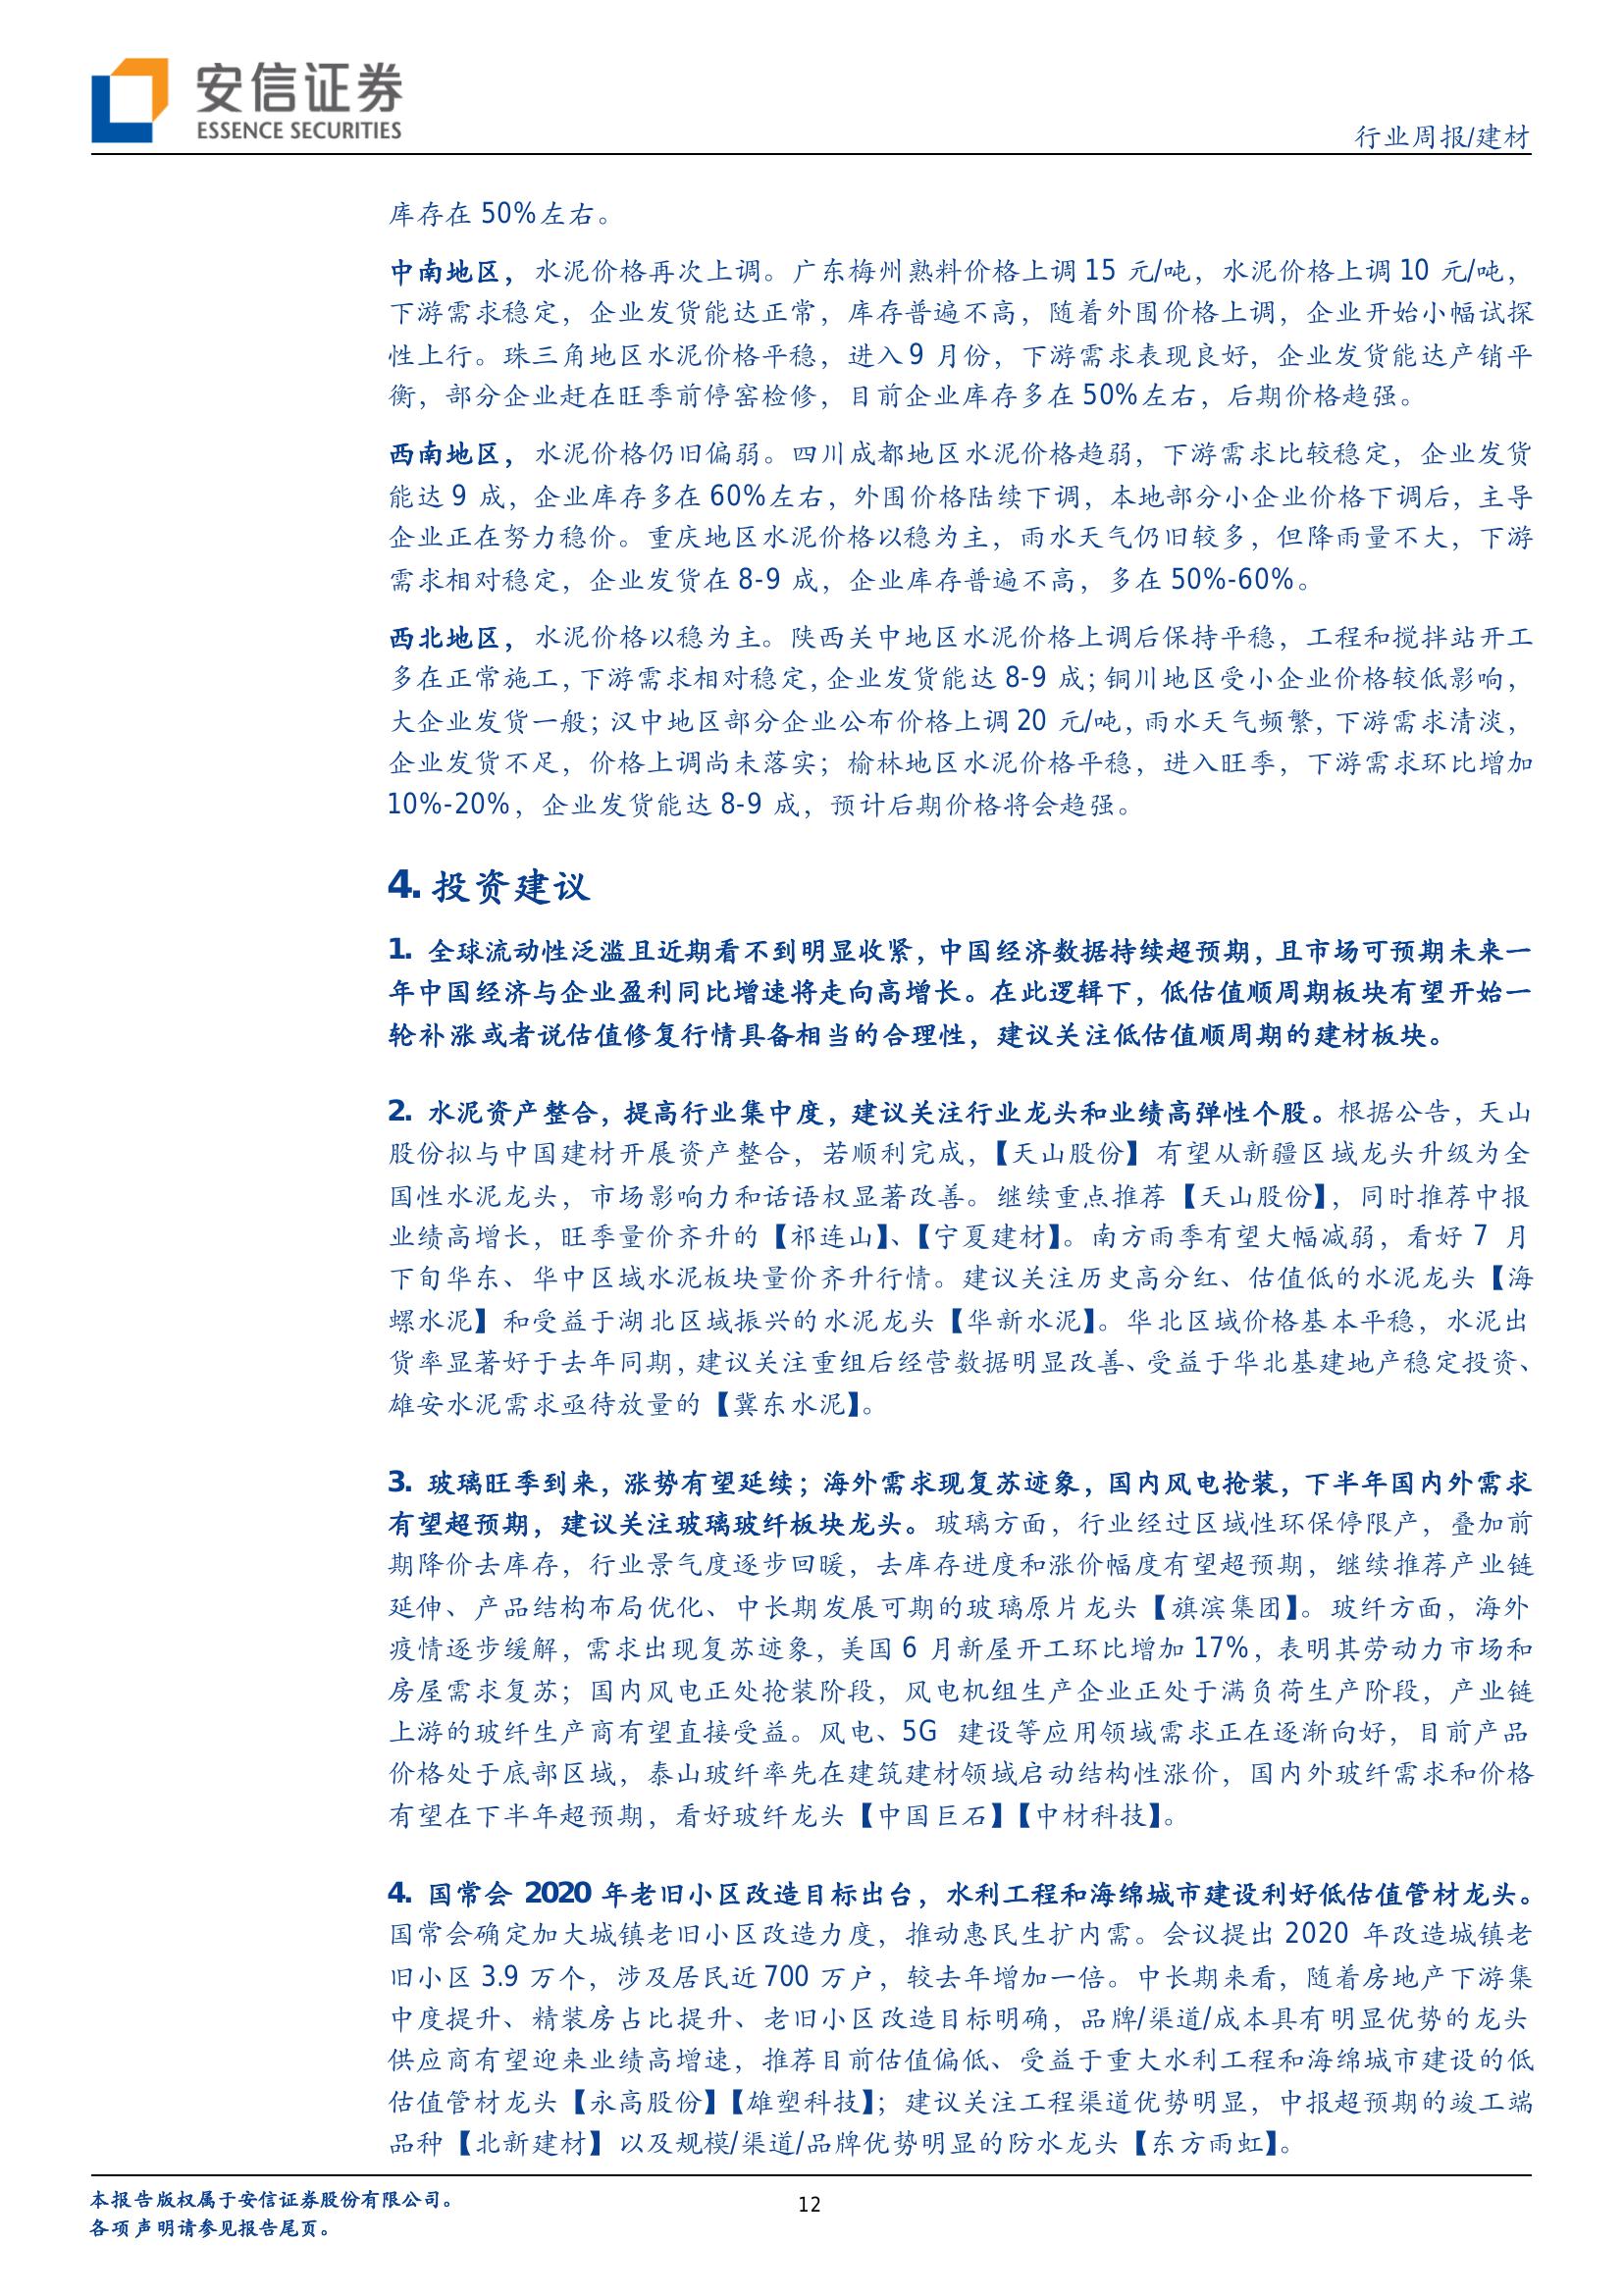 安信证券
ESSENCE SECURITIES
行业周报/建材
库存在 50%左右。
中南地区，水泥价格再次上调。广东梅州熟料价格上调 15 元/吨，水泥价格上调 10 元/吨，
下游需求稳定，企业发货能达正常，库存普遍不高，随着外围价格上调，企业开始小幅试探
性上行。珠三角地区水泥价格平稳，进入 9 月份，下游需求表现良好，企业发货能达产销平
衡，部分企业赶在旺季前停窑检修，目前企业库存多在 50%左右，后期价格趋强。
西南地区，水泥价格仍旧偏弱。四川成都地区水泥价格趋弱，下游需求比较稳定，企业发货
能达 9 成，企业库存多在 60%左右，外围价格陆续下调，本地部分小企业价格下调后，主导
企业正在努力稳价。重庆地区水泥价格以稳为主，雨水天气仍旧较多，但降雨量不大，下游
需求相对稳定，企业发货在 8-9 成，企业库存普遍不高，多在 50%-60%。
西北地区，水泥价格以稳为主。陕西关中地区水泥价格上调后保持平稳，工程和搅拌站开工
多在正常施工，下游需求相对稳定，企业发货能达 8-9 成；铜川地区受小企业价格较低影响，
大企业发货一般；汉中地区部分企业公布价格上调 20 元/吨，雨水天气频繁，下游需求清淡，
企业发货不足，价格上调尚未落实；榆林地区水泥价格平稳，进入旺季，下游需求环比增加
10%-20%，企业发货能达 8-9 成，预计后期价格将会趋强。
4. 投资建议
1. 全球流动性泛滥且近期看不到明显收紧，中国经济数据持续超预期，且市场可预期未来一
年中国经济与企业盈利同比增速将走向高增长。在此逻辑下，低估值顺周期板块有望开始一
轮补涨或者说估值修复行情具备相当的合理性，建议关注低估值顺周期的建材板块。
2. 水泥资产整合，提高行业集中度，建议关注行业龙头和业绩高弹性个股。根据公告，天山
股份拟与中国建材开展资产整合，若顺利完成，【天山股份】有望从新疆区域龙头升级为全
国性水泥龙头，市场影响力和话语权显著改善。继续重点推荐【天山股份】，同时推荐中报
业绩高增长，旺季量价齐升的【祁连山】、【宁夏建材】。南方雨季有望大幅减弱，看好 7 月
下旬华东、华中区域水泥板块量价齐升行情。建议关注历史高分红、估值低的水泥龙头【海
螺水泥】和受益于湖北区域振兴的水泥龙头【华新水泥】。华北区域价格基本平稳，水泥出
货率显著好于去年同期，建议关注重组后经营数据明显改善、受益于华北基建地产稳定投资、
雄安水泥需求亟待放量的【冀东水泥】。
3. 玻璃旺季到来，涨势有望延续；海外需求现复苏迹象，国内风电抢装，下半年国内外需求
有望超预期，建议关注玻璃玻纤板块龙头。玻璃方面，行业经过区域性环保停限产，叠加前
期降价去库存，行业景气度逐步回暖，去库存进度和涨价幅度有望超预期，继续推荐产业链
延伸、产品结构布局优化、中长期发展可期的玻璃原片龙头【旗滨集团】。玻纤方面，海外
疫情逐步缓解，需求出现复苏迹象，美国 6 月新屋开工环比增加 17%，表明其劳动力市场和
房屋需求复苏；国内风电正处抢装阶段，风电机组生产企业正处于满负荷生产阶段，产业链
上游的玻纤生产商有望直接受益。风电、5G 建设等应用领域需求正在逐渐向好，目前产品
价格处于底部区域，泰山玻纤率先在建筑建材领域启动结构性涨价，国内外玻纤需求和价格
有望在下半年超预期，看好玻纤龙头【中国巨石】【中材科技】。
4. 国常会 2020 年老旧小区改造目标出台，水利工程和海绵城市建设利好低估值管材龙头。
国常会确定加大城镇老旧小区改造力度，推动惠民生扩内需。会议提出 2020 年改造城镇老
旧小区 3.9 万个，涉及居民近 700 万户，较去年增加一倍。中长期来看，随着房地产下游集
中度提升、精装房占比提升、老旧小区改造目标明确，品牌/渠道/成本具有明显优势的龙头
供应商有望迎来业绩高增速，推荐目前估值偏低、受益于重大水利工程和海绵城市建设的低
估值管材龙头【永高股份】【雄塑科技】；建议关注工程渠道优势明显，中报超预期的竣工端
品种【北新建材】以及规模/渠道/品牌优势明显的防水龙头【东方雨虹】。
本报告版权属于安信证券股份有限公司。
各项声明请参见报告尾页。
12